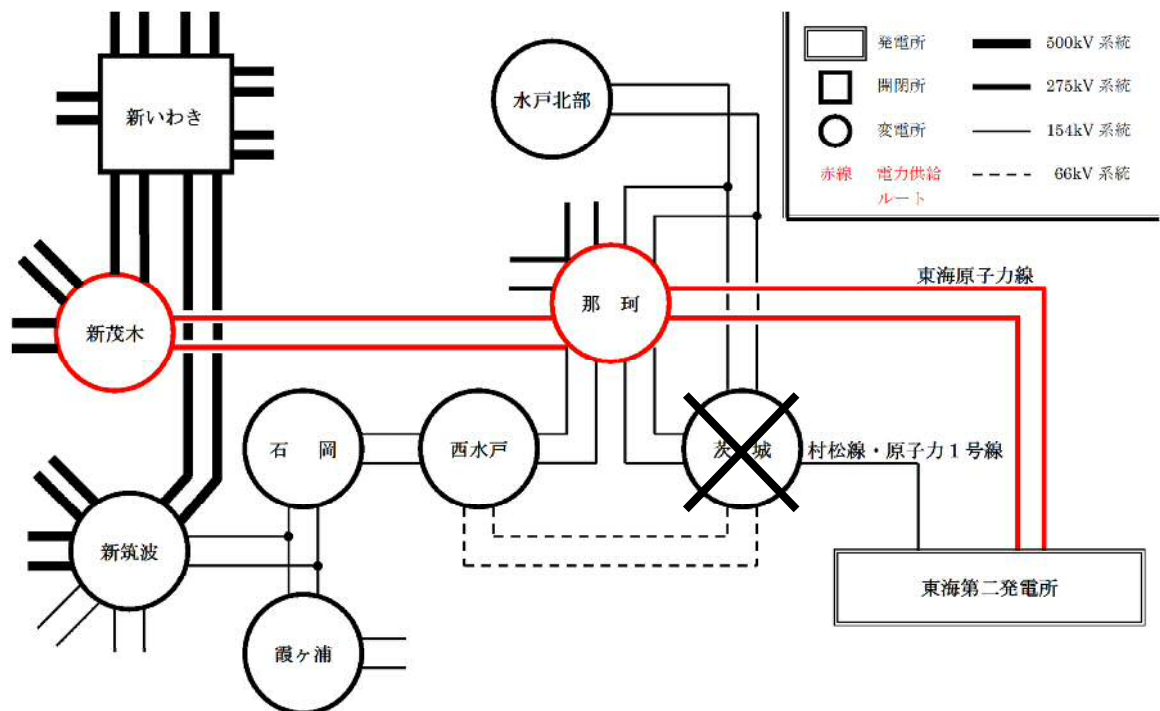 発電所
500kV 系統
開閉所
275kV 系統
変電所
154kV 系統
赤線
電力供給
ルート
66kV 系統
新いわき
水戸北部
東海原子力線
那 珂
新茂木
石 岡
西水戸
茨 城
村松線・原子力1号線
新筑波
東海第二発電所
霞ヶ浦